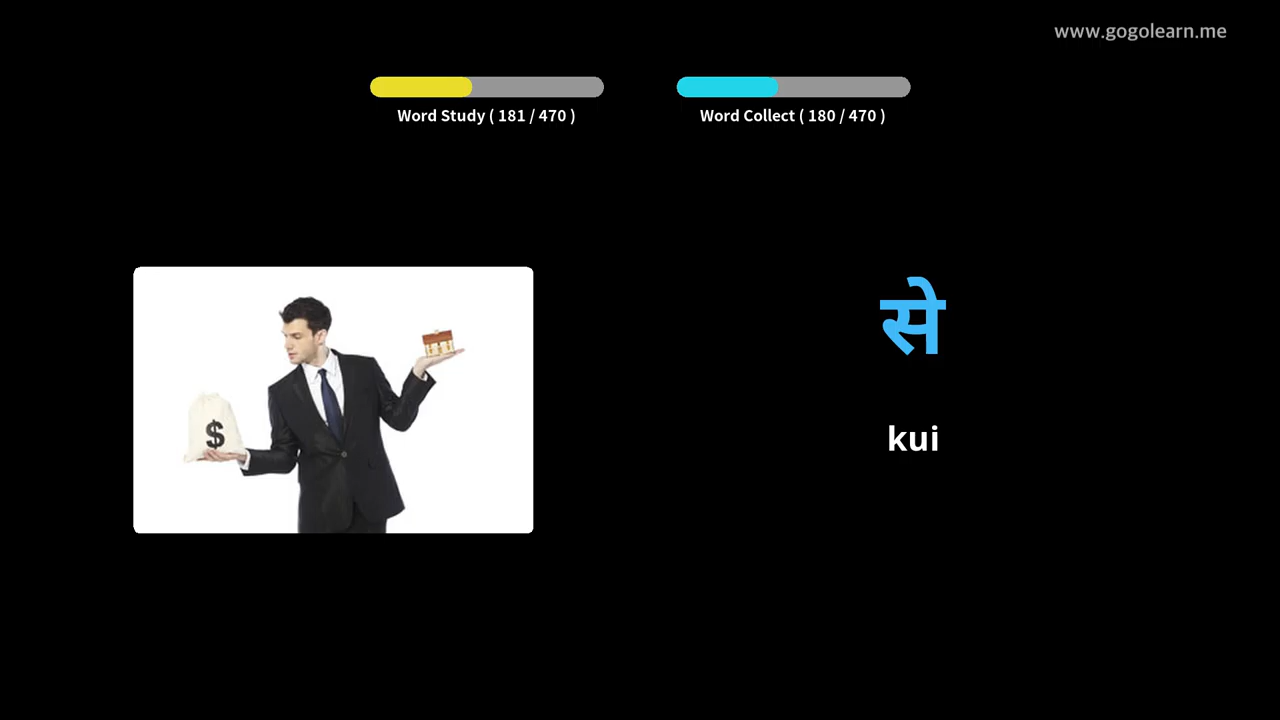 www.gogolearn.me
Word Study ( 181 / 470 )
Word Collect ( 180 / 470 )
से
$
kui